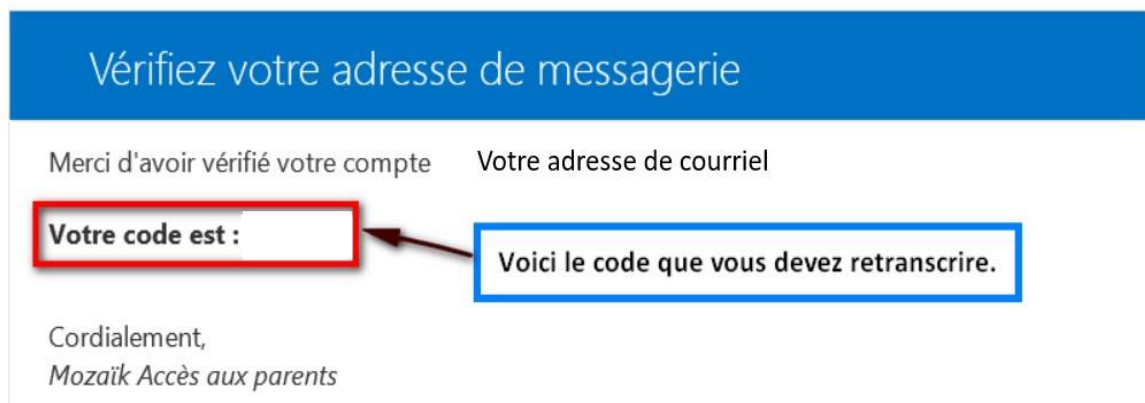 Vérifiez votre adresse de messagerie
Merci d'avoir vérifié votre compte Votre adresse de courriel
Votre code est :
Voici le code que vous devez retranscrire.
Cordialement,
Mozaïk Accès aux parents